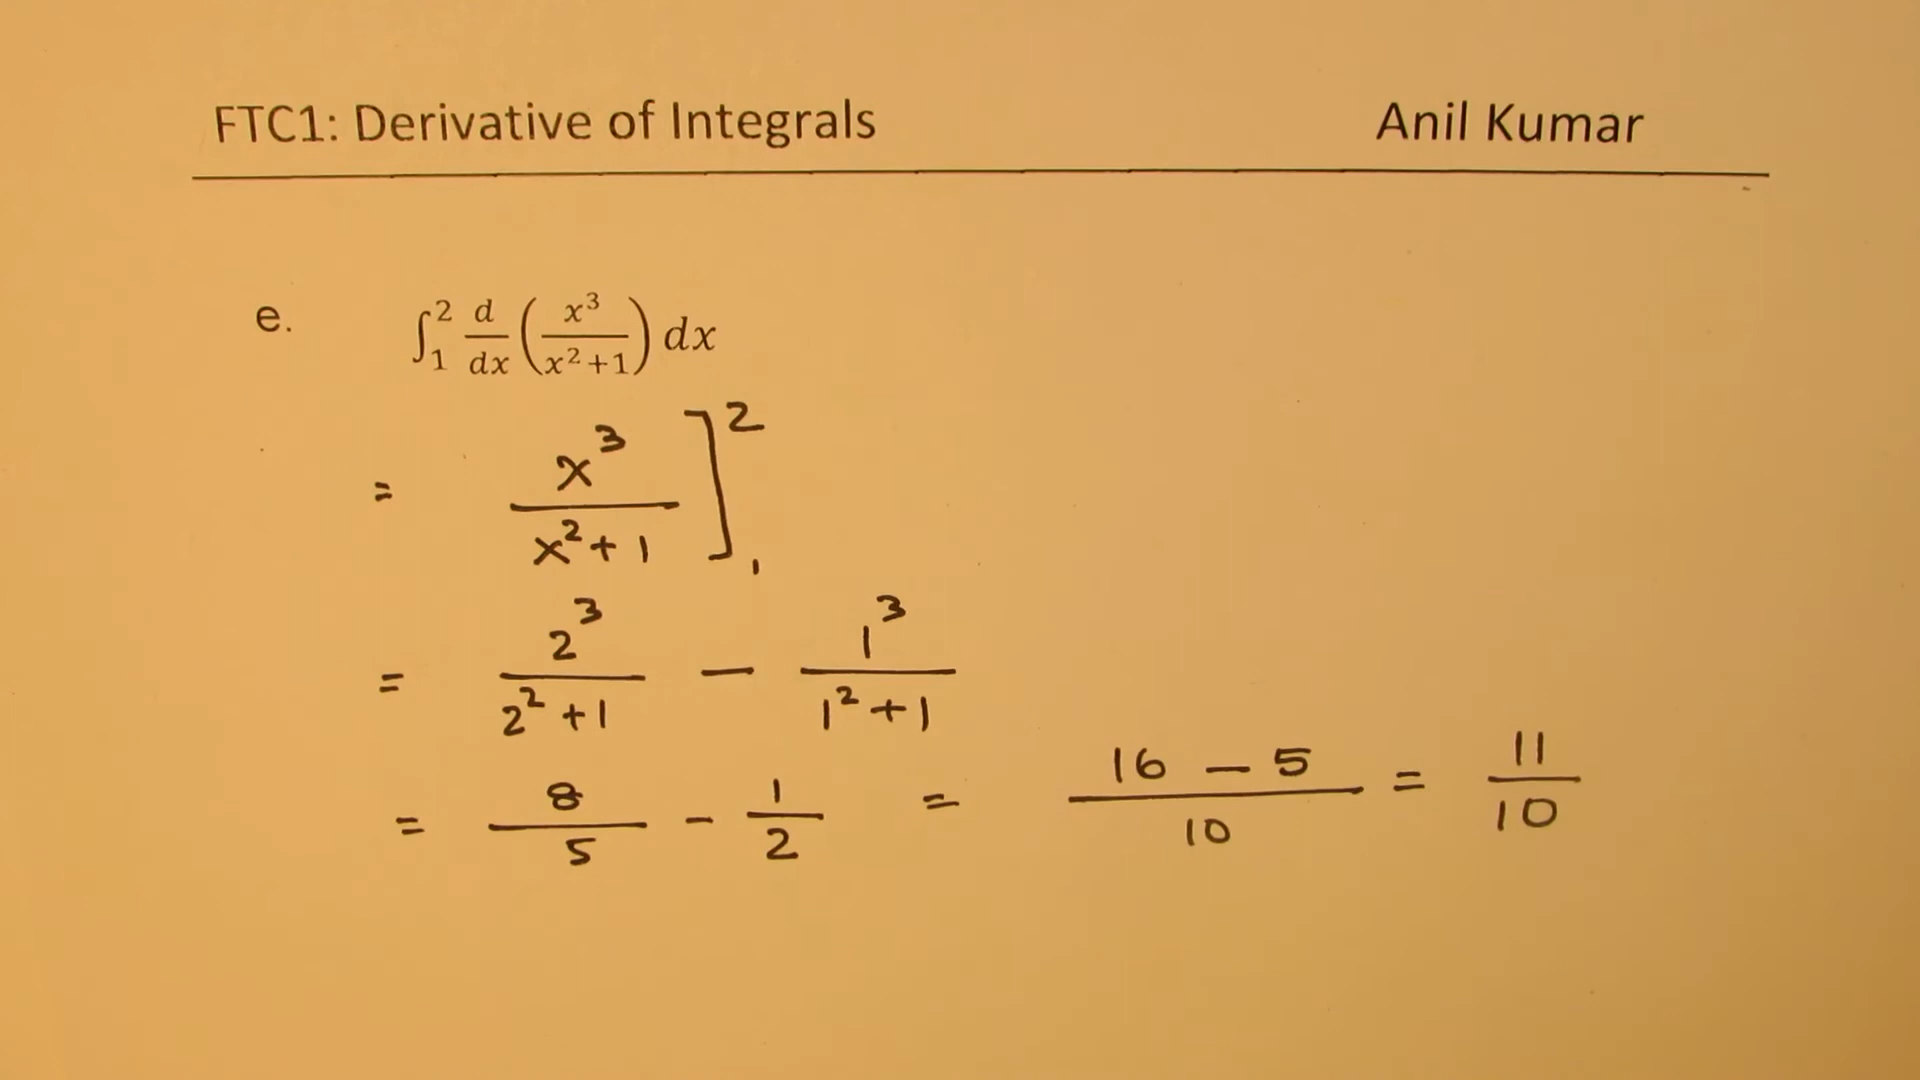 FTC1: Derivative of Integrals Anil Kumar
e. ∫₁² d/dx (x³/(x²+1)) dx
= x³/(x²+1) ]₁²
= 2³/(2²+1) − 1³/(1²+1)
= 8/5 - 1/2 = (16 − 5)/10 = 11/10